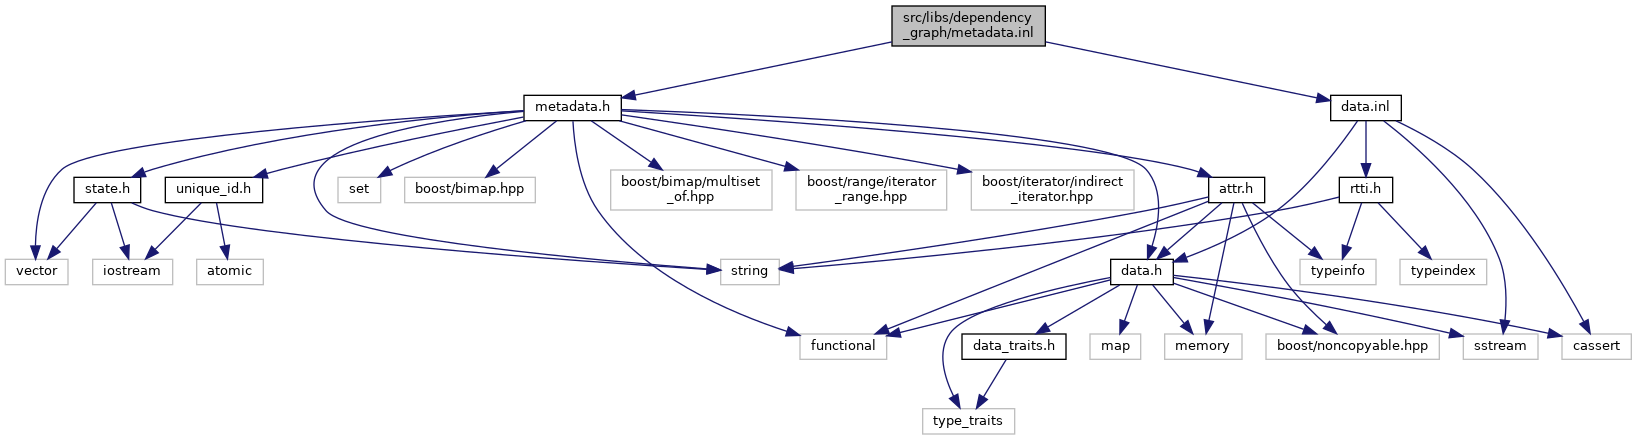 src/libs/dependency
_graph/metadata.inl
metadata.h
data.inl
state.h
unique_id.h
set
boost/bimap.hpp
boost/bimap/multiset
_of.hpp
boost/range/iterator
_range.hpp
boost/iterator/indirect
_iterator.hpp
attr.h
rtti.h
vector
iostream
atomic
string
data.h
typeinfo
typeindex
functional
data_traits.h
map
memory
boost/noncopyable.hpp
sstream
cassert
type_traits